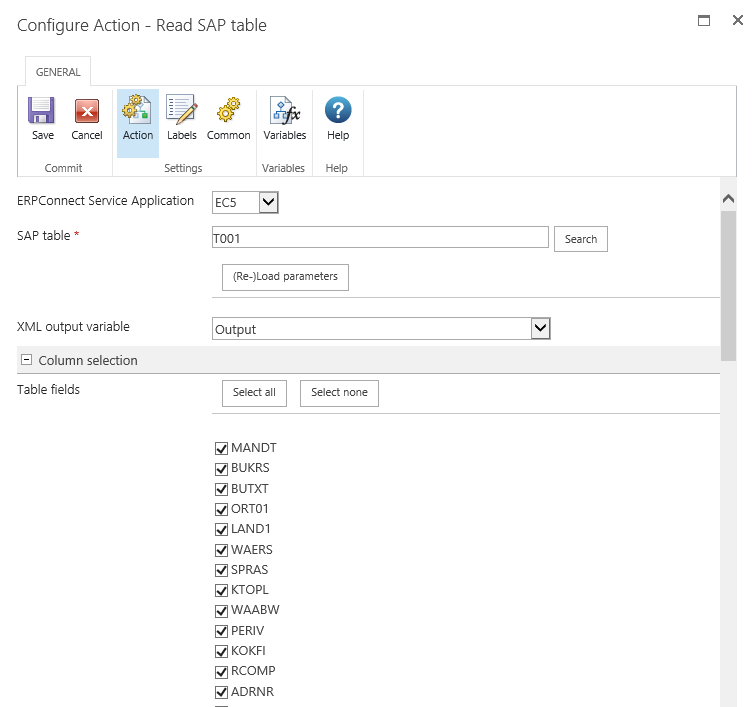 Configure Action - Read SAP table
GENERAL
Save Cancel Action Labels Common Variables Help
Commit Settings Variables Help
ERPConnect Service Application EC5
SAP table * T001 Search
(Re-)Load parameters
XML output variable Output
Column selection
Table fields Select all Select none
MANDT
BUKRS
BUTXT
ORT01
LAND1
WAERS
SPRAS
KTOPL
WAABW
PERIV
KOKFI
RCOMP
ADRNR